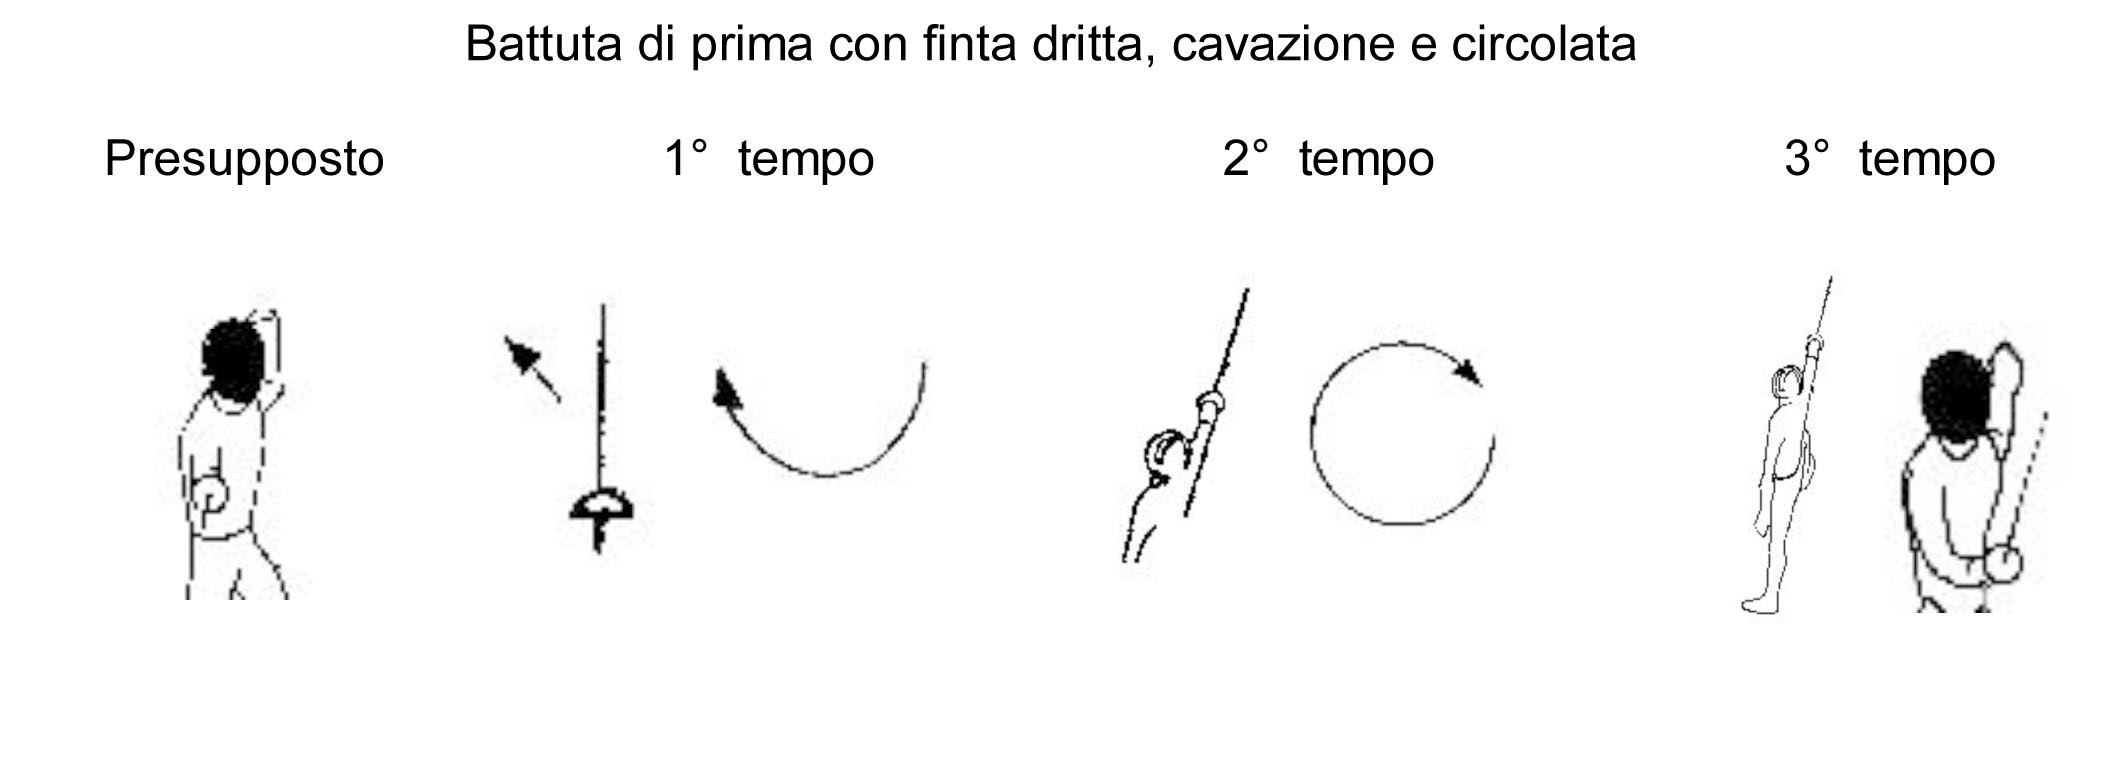 Battuta di prima con finta dritta, cavazione e circolata
Presupposto 1° tempo 2° tempo 3° tempo